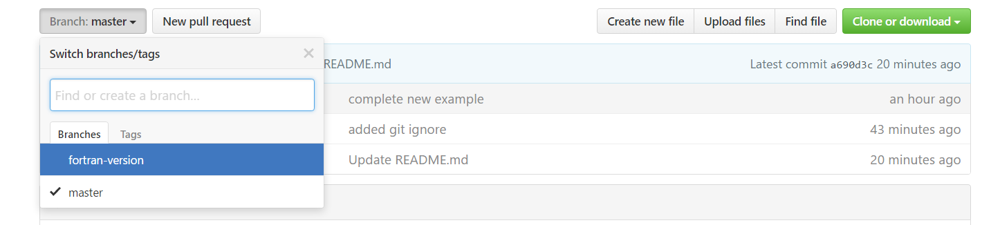 Branch: master New pull request Create new file Upload files Find file Clone or download
Switch branches/tags
README.md Latest commit a690d3c 20 minutes ago
Find or create a branch...
complete new example an hour ago
Branches Tags
added git ignore 43 minutes ago
fortran-version
Update README.md 20 minutes ago
master